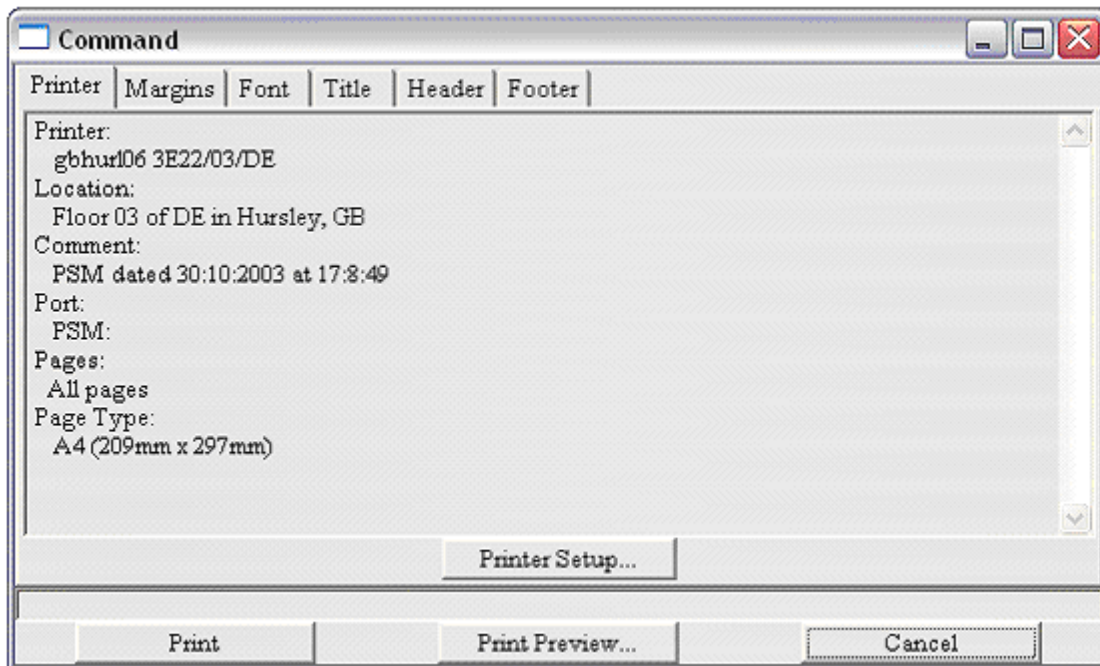 Command
Printer Margins Font Title Header Footer
Printer:
gbhurl06 3E22/03/DE
Location:
Floor 03 of DE in Hursley, GB
Comment:
PSM dated 30:10:2003 at 17:8:49
Port:
PSM:
Pages:
All pages
Page Type:
A4 (209mm x 297mm)
Printer Setup...
Print Print Preview... Cancel